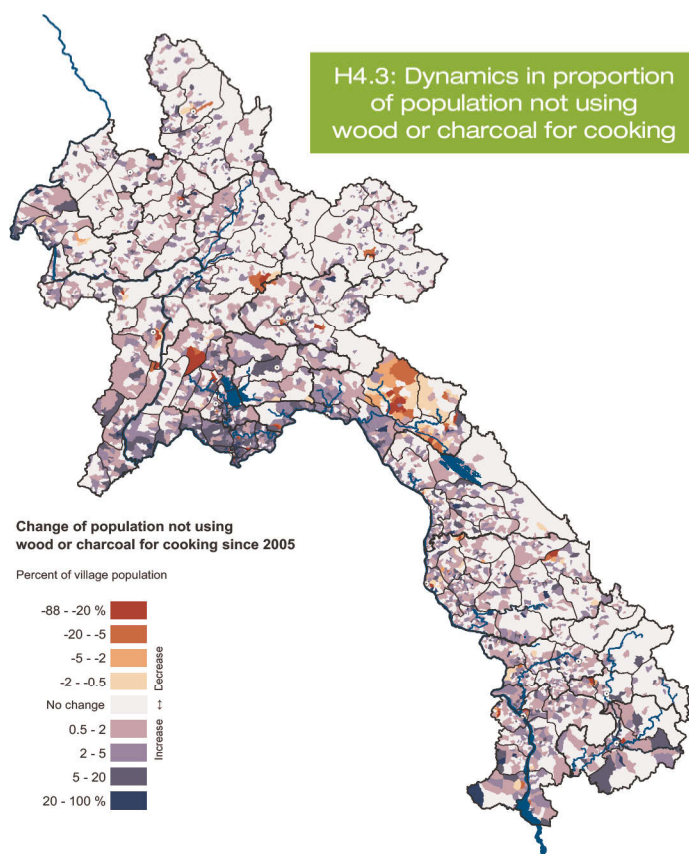 H4.3: Dynamics in proportion
of population not using
wood or charcoal for cooking
Change of population not using
wood or charcoal for cooking since 2005
Percent of village population
-88 - -20 %
-20 - -5
-5 - -2
-2 - -0.5
No change
0.5 - 2
2 - 5
5 - 20
20 - 100 %
Decrease
↔
Increase